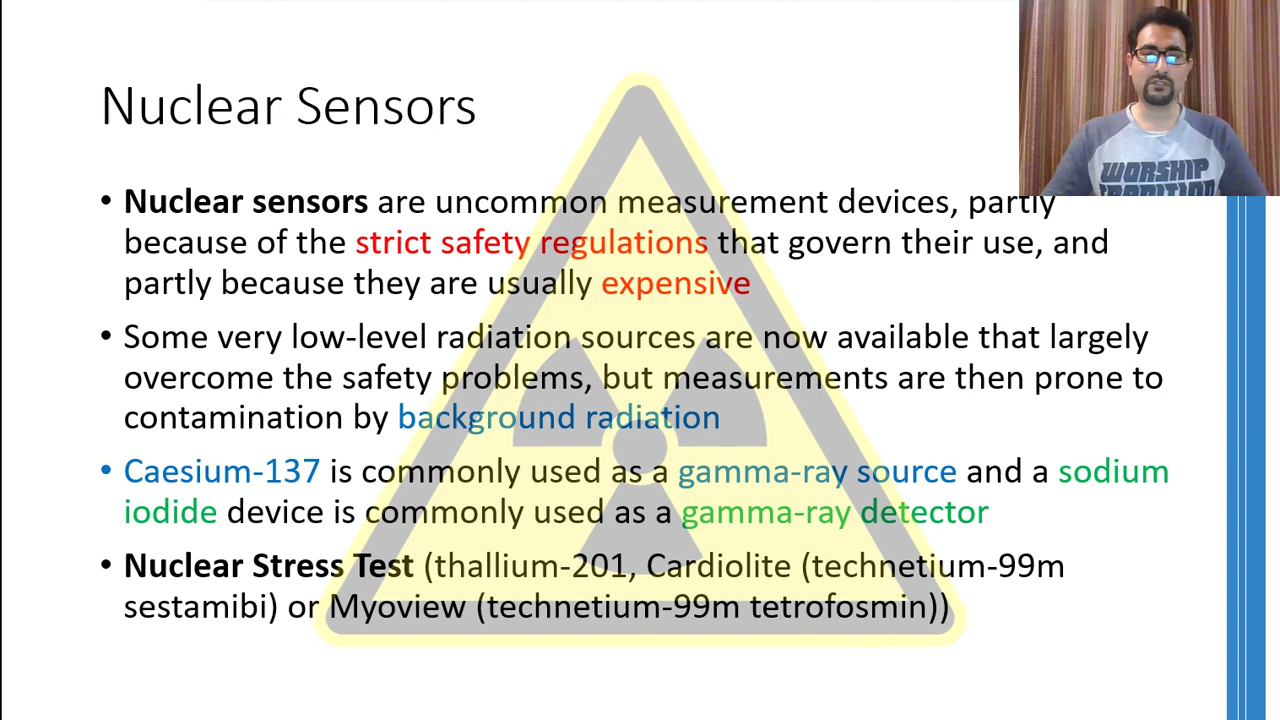 Nuclear Sensors
WORSHIP
TRADITION
• Nuclear sensors are uncommon measurement devices, partly
because of the strict safety regulations that govern their use, and
partly because they are usually expensive
• Some very low-level radiation sources are now available that largely
overcome the safety problems, but measurements are then prone to
contamination by background radiation
• Caesium-137 is commonly used as a gamma-ray source and a sodium
iodide device is commonly used as a gamma-ray detector
• Nuclear Stress Test (thallium-201, Cardiolite (technetium-99m
sestamibi) or Myoview (technetium-99m tetrofosmin))